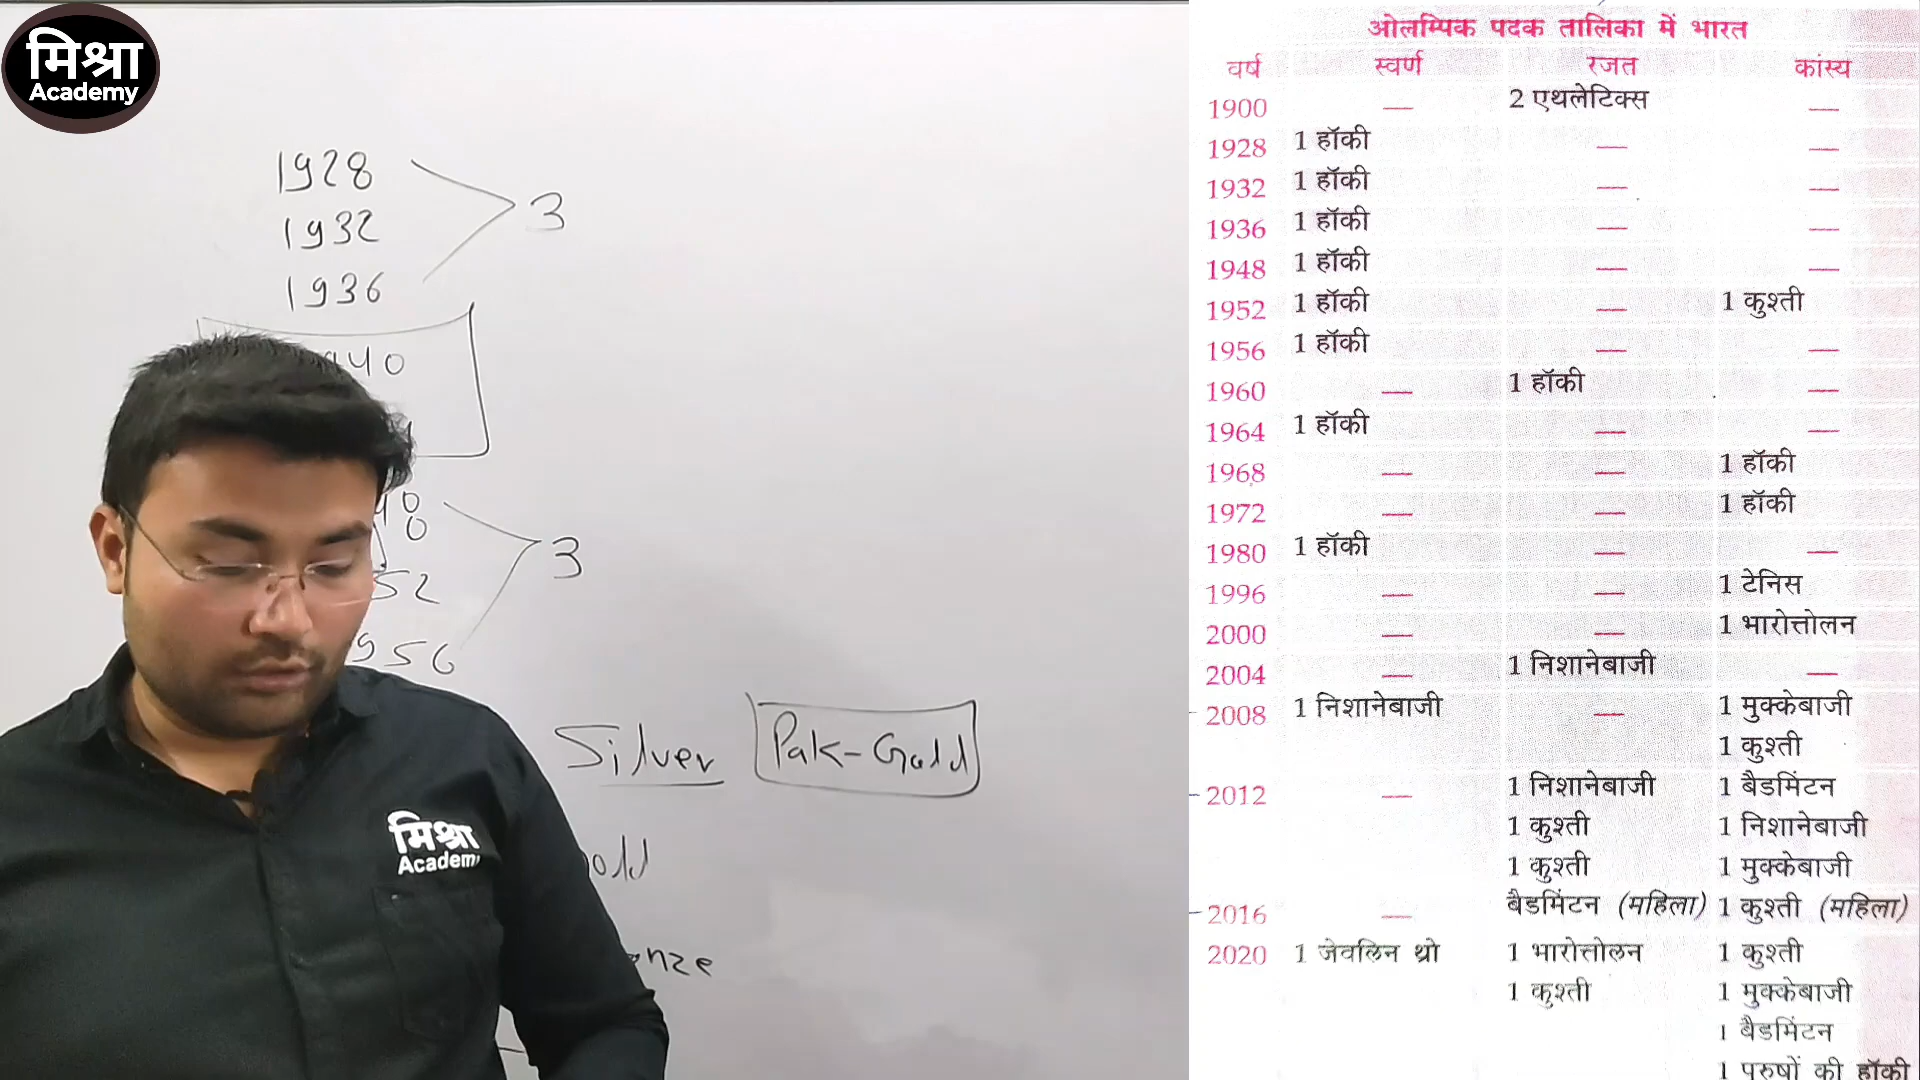 मिश्रा
Academy
1928
1932
1936
3
3
Silver
Pak-Gold
मिश्रा
Academy
ओलम्पिक पदक तालिका में भारत
वर्ष स्वर्ण रजत कांस्य
1900 — 2 एथलेटिक्स —
1928 1 हॉकी — —
1932 1 हॉकी — —
1936 1 हॉकी — —
1948 1 हॉकी — —
1952 1 हॉकी — 1 कुश्ती
1956 1 हॉकी — —
1960 — 1 हॉकी —
1964 1 हॉकी — —
1968 — — 1 हॉकी
1972 — — 1 हॉकी
1980 1 हॉकी — —
1996 — — 1 टेनिस
2000 — — 1 भारोत्तोलन
2004 — 1 निशानेबाजी —
2008 1 निशानेबाजी — 1 मुक्केबाजी
1 कुश्ती
2012 — 1 निशानेबाजी 1 बैडमिंटन
1 कुश्ती 1 निशानेबाजी
1 कुश्ती 1 मुक्केबाजी
2016 — बैडमिंटन (महिला) 1 कुश्ती (महिला)
2020 1 जेवलिन थ्रो 1 भारोत्तोलन 1 कुश्ती
1 कुश्ती 1 मुक्केबाजी
1 बैडमिंटन
1 पुरुषों की हॉकी